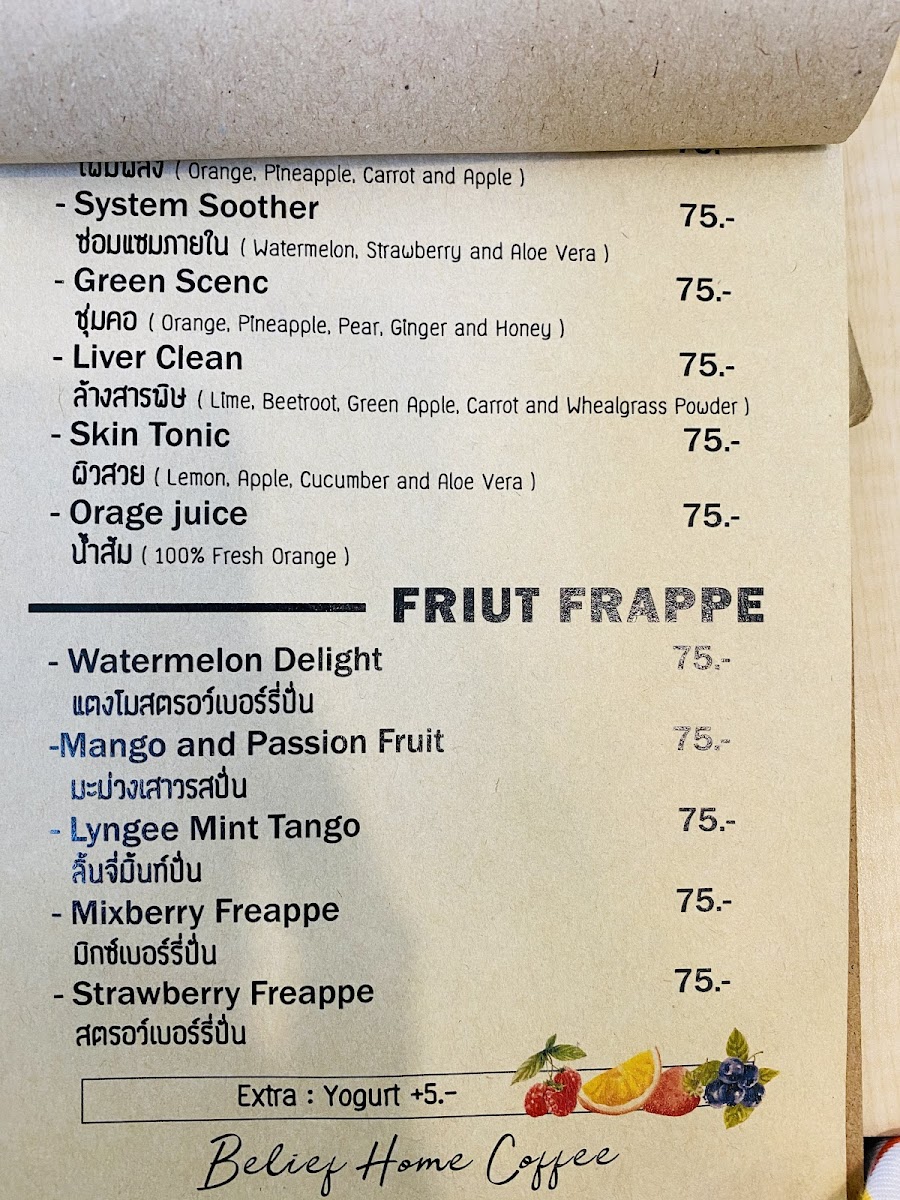 ( Orange, Pineapple, Carrot and Apple )
- System Soother 75.-
ซ่อมแซมภายใน ( Watermelon, Strawberry and Aloe Vera )
- Green Scenc 75.-
ชุ่มคอ ( Orange, Pineapple, Pear, Ginger and Honey )
- Liver Clean 75.-
ล้างสารพิษ ( Lime, Beetroot, Green Apple, Carrot and Whealgrass Powder )
- Skin Tonic 75.-
ผิวสวย ( Lemon, Apple, Cucumber and Aloe Vera )
- Orage juice 75.-
น้ำส้ม ( 100% Fresh Orange )
FRIUT FRAPPE
- Watermelon Delight 75.-
แตงโมสตรอว์เบอร์รี่ปั่น
-Mango and Passion Fruit 75.-
มะม่วงเสาวรสปั่น
- Lyngee Mint Tango 75.-
ลิ้นจี่มิ้นท์ปั่น
- Mixberry Freappe 75.-
มิกซ์เบอร์รี่ปั่น
- Strawberry Freappe 75.-
สตรอว์เบอร์รี่ปั่น
Extra : Yogurt +5.-
Belief Home Coffee